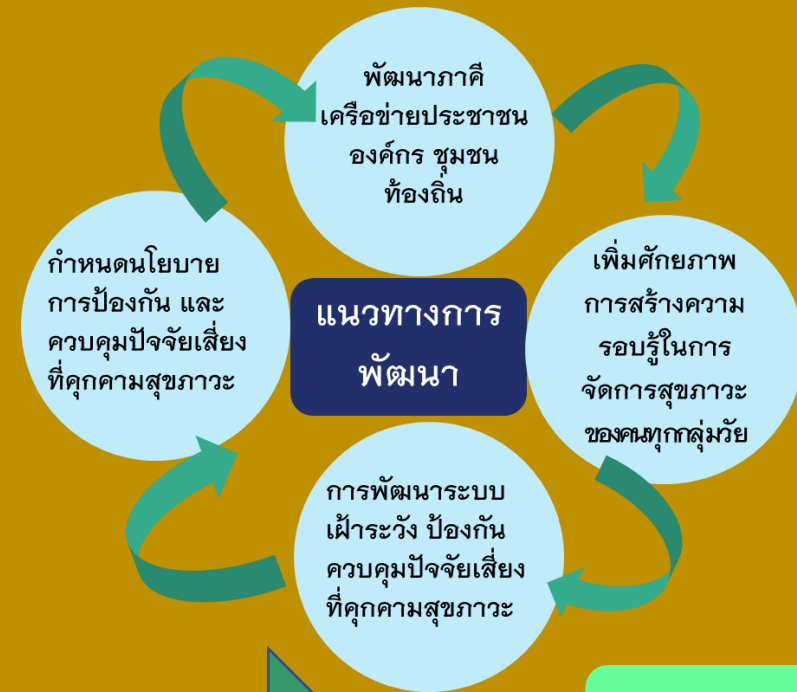 พัฒนาภาคี
เครือข่ายประชาชน
องค์กร ชุมชน
ท้องถิ่น
เพิ่มศักยภาพ
การสร้างความ
รอบรู้ในการ
จัดการสุขภาวะ
ของคนทุกกลุ่มวัย
การพัฒนาระบบ
เฝ้าระวัง ป้องกัน
ควบคุมปัจจัยเสี่ยง
ที่คุกคามสุขภาวะ
กำหนดนโยบาย
การป้องกัน และ
ควบคุมปัจจัยเสี่ยง
ที่คุกคามสุขภาวะ
แนวทางการ
พัฒนา